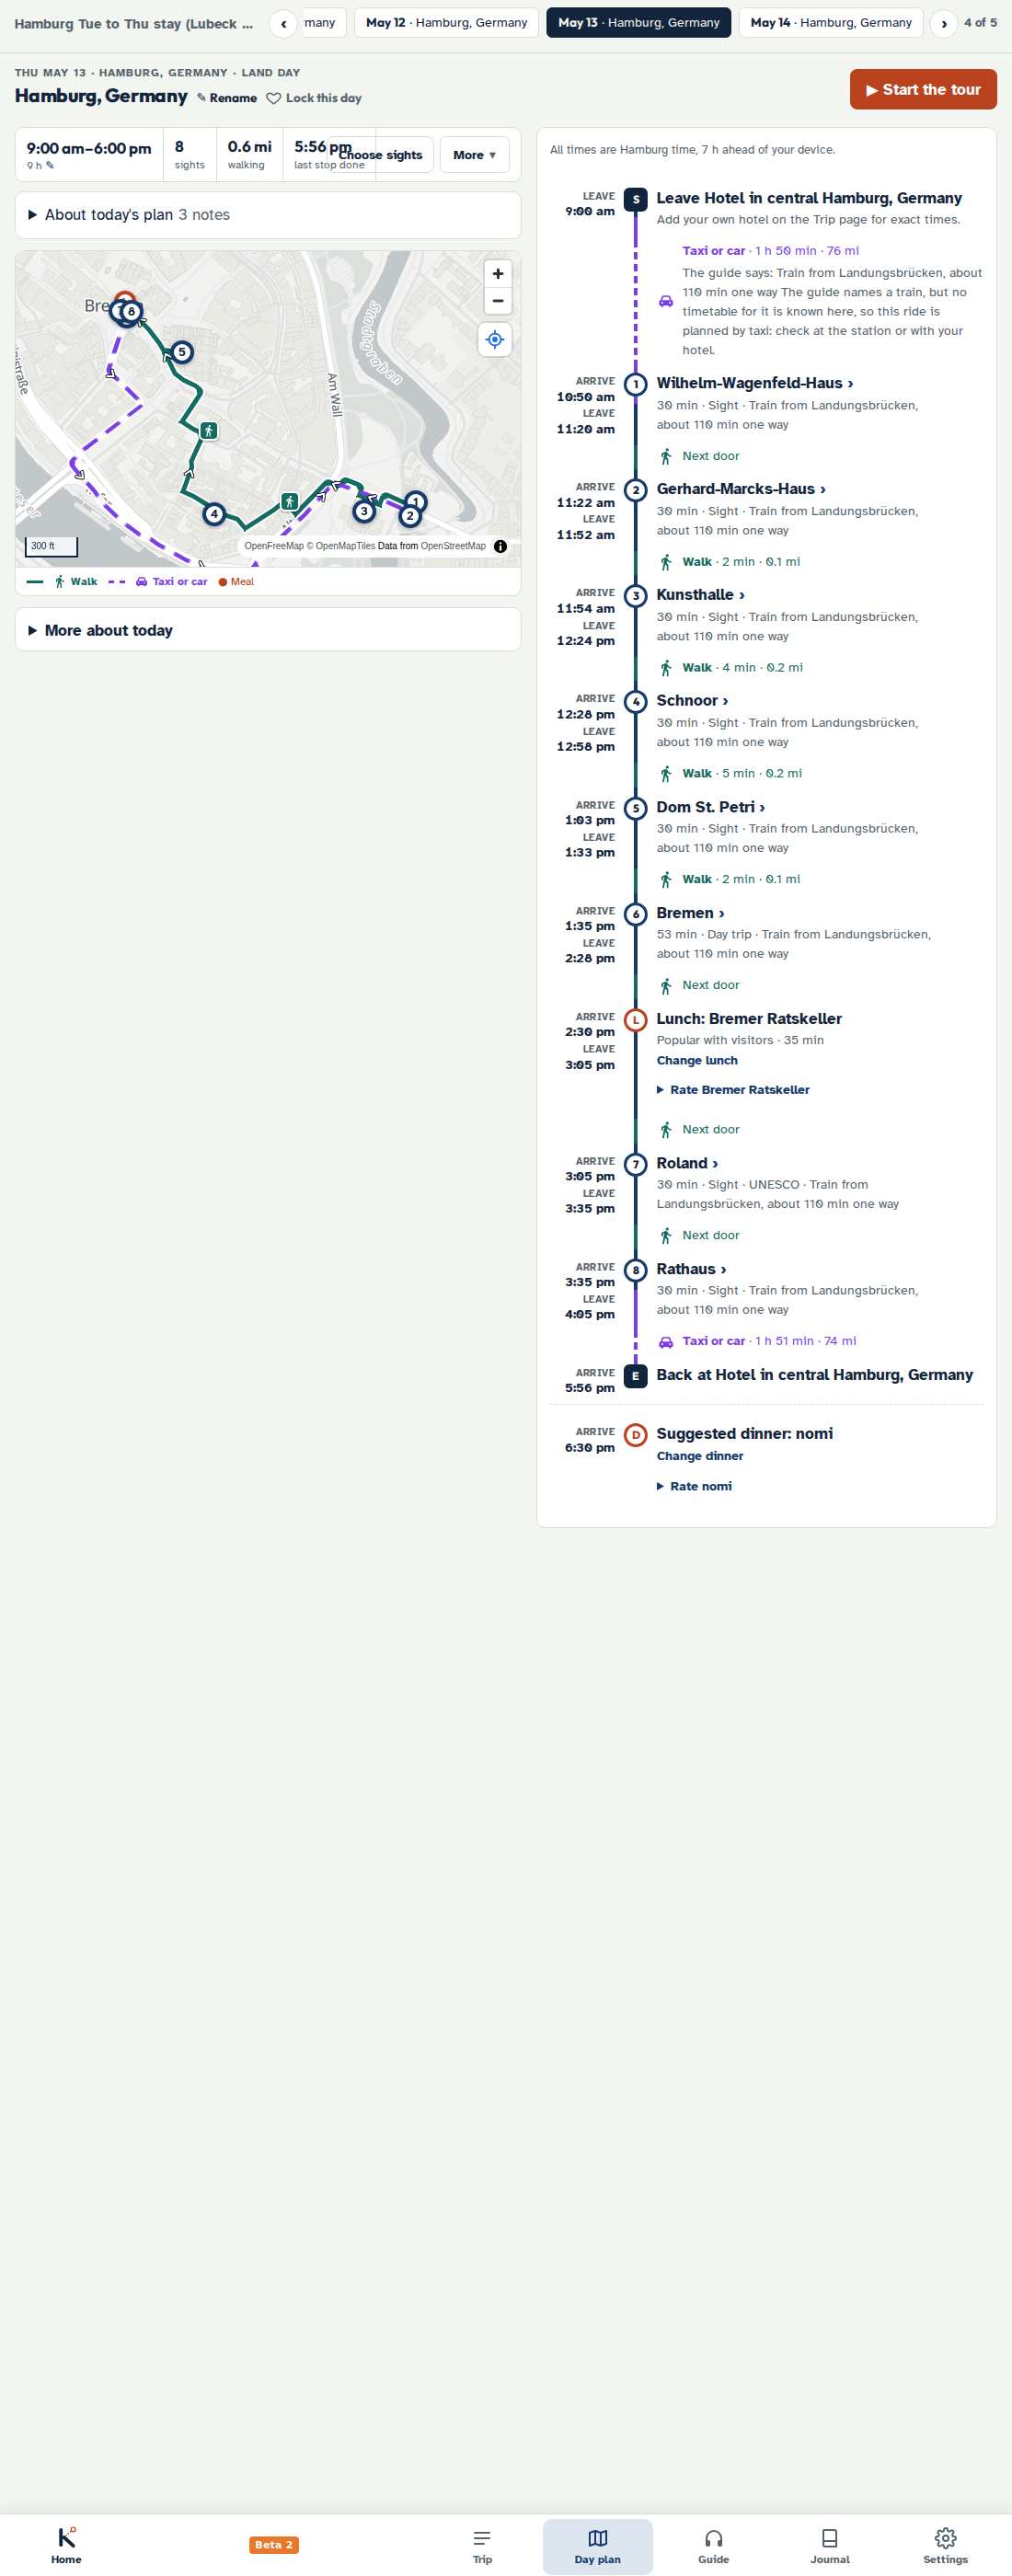 Hamburg Tue to Thu stay (Lubeck ...
‹
rmany
May 12 · Hamburg, Germany
May 13 · Hamburg, Germany
May 14 · Hamburg, Germany
›
4 of 5
THU MAY 13 · HAMBURG, GERMANY · LAND DAY
Hamburg, Germany ✎ Rename ♡ Lock this day
▶ Start the tour
9:00 am–6:00 pm
9 h ✎
8
sights
0.6 mi
walking
5:56 pm
last stop done
Choose sights
More ▾
▶ About today's plan 3 notes
Bre
8
5
Am Wall
Stadtgraben
4
3
1
2
300 ft
OpenFreeMap © OpenMapTiles Data from OpenStreetMap
Walk
Taxi or car
Meal
▶ More about today
All times are Hamburg time, 7 h ahead of your device.
LEAVE
9:00 am
S
Leave Hotel in central Hamburg, Germany
Add your own hotel on the Trip page for exact times.
Taxi or car · 1 h 50 min · 76 mi
The guide says: Train from Landungsbrücken, about
110 min one way The guide names a train, but no
timetable for it is known here, so this ride is
planned by taxi: check at the station or with your
hotel.
ARRIVE
10:50 am
LEAVE
11:20 am
1
Wilhelm-Wagenfeld-Haus ›
30 min · Sight · Train from Landungsbrücken,
about 110 min one way
Next door
ARRIVE
11:22 am
LEAVE
11:52 am
2
Gerhard-Marcks-Haus ›
30 min · Sight · Train from Landungsbrücken,
about 110 min one way
Walk · 2 min · 0.1 mi
ARRIVE
11:54 am
LEAVE
12:24 pm
3
Kunsthalle ›
30 min · Sight · Train from Landungsbrücken,
about 110 min one way
Walk · 4 min · 0.2 mi
ARRIVE
12:28 pm
LEAVE
12:58 pm
4
Schnoor ›
30 min · Sight · Train from Landungsbrücken,
about 110 min one way
Walk · 5 min · 0.2 mi
ARRIVE
1:03 pm
LEAVE
1:33 pm
5
Dom St. Petri ›
30 min · Sight · Train from Landungsbrücken,
about 110 min one way
Walk · 2 min · 0.1 mi
ARRIVE
1:35 pm
LEAVE
2:28 pm
6
Bremen ›
53 min · Day trip · Train from Landungsbrücken,
about 110 min one way
Next door
ARRIVE
2:30 pm
LEAVE
3:05 pm
L
Lunch: Bremer Ratskeller
Popular with visitors · 35 min
Change lunch
▶ Rate Bremer Ratskeller
Next door
ARRIVE
3:05 pm
LEAVE
3:35 pm
7
Roland ›
30 min · Sight · UNESCO · Train from
Landungsbrücken, about 110 min one way
Next door
ARRIVE
3:35 pm
LEAVE
4:05 pm
8
Rathaus ›
30 min · Sight · Train from Landungsbrücken,
about 110 min one way
Taxi or car · 1 h 51 min · 74 mi
ARRIVE
5:56 pm
E
Back at Hotel in central Hamburg, Germany
ARRIVE
6:30 pm
D
Suggested dinner: nomi
Change dinner
▶ Rate nomi
Home
Beta 2
Trip
Day plan
Guide
Journal
Settings